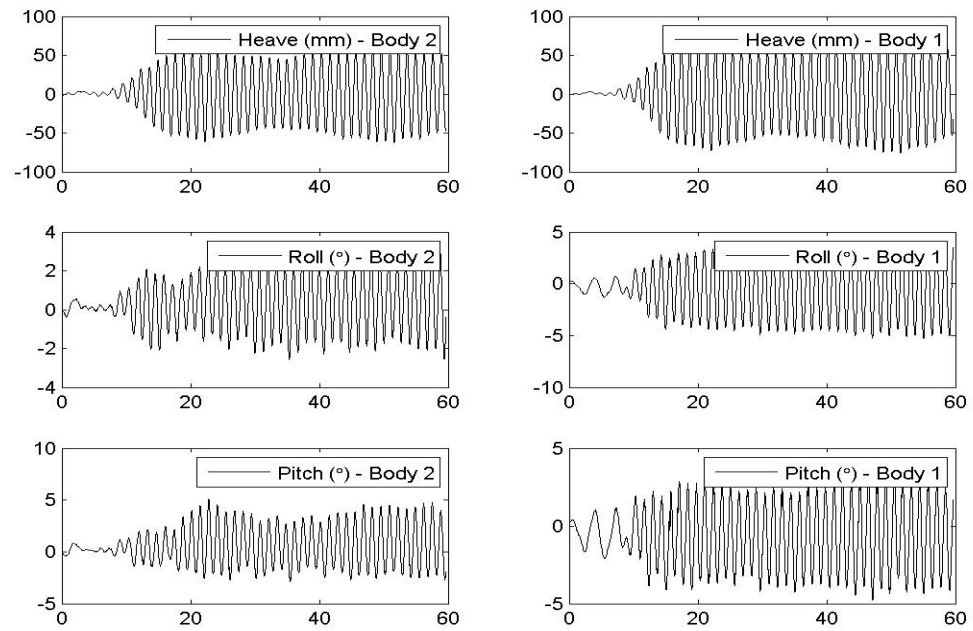 100
50
0
-50
-100
0 20 40 60
Heave (mm) - Body 2
100
50
0
-50
-100
0 20 40 60
Heave (mm) - Body 1
4
2
0
-2
-4
0 20 40 60
Roll (°) - Body 2
5
0
-5
-10
0 20 40 60
Roll (°) - Body 1
10
5
0
-5
0 20 40 60
Pitch (°) - Body 2
5
0
-5
0 20 40 60
Pitch (°) - Body 1